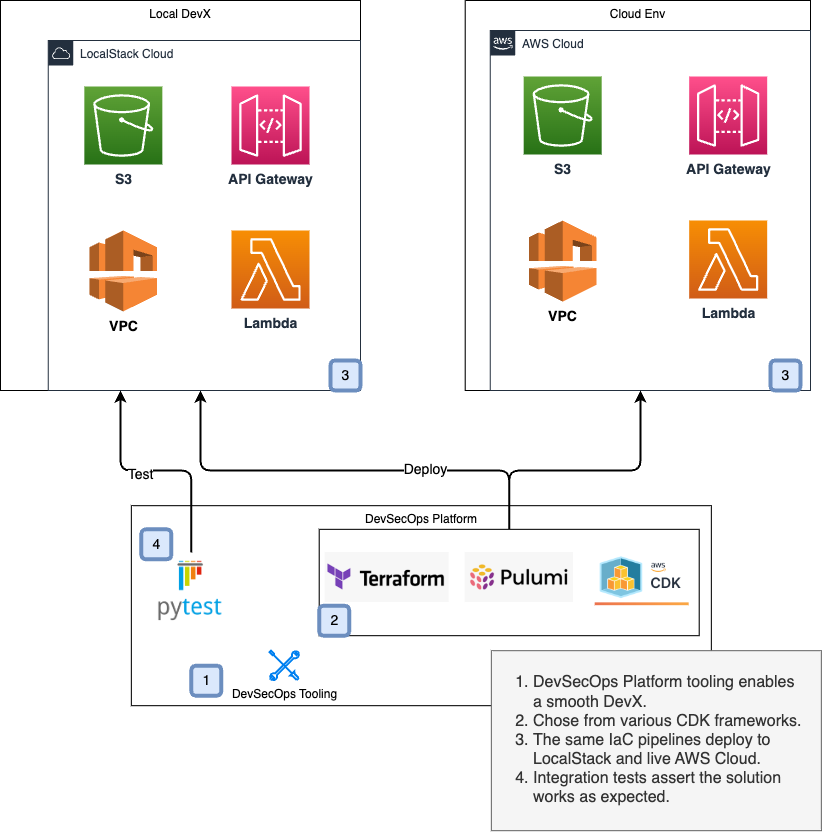 Local DevX
LocalStack Cloud
S3
API Gateway
VPC
Lambda
3
Cloud Env
aws
AWS Cloud
S3
API Gateway
VPC
Lambda
3
Test
Deploy
DevSecOps Platform
4
pytest
Terraform
Pulumi
aws
CDK
2
1
DevSecOps Tooling
1. DevSecOps Platform tooling enables
a smooth DevX.
2. Chose from various CDK frameworks.
3. The same IaC pipelines deploy to
LocalStack and live AWS Cloud.
4. Integration tests assert the solution
works as expected.